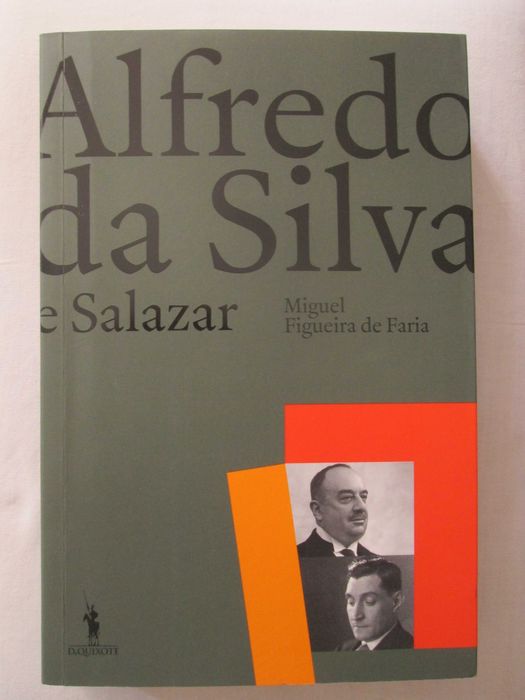 Alfredo
da Silva
e Salazar
Miguel
Figueira de Faria
D.QUIXOTE